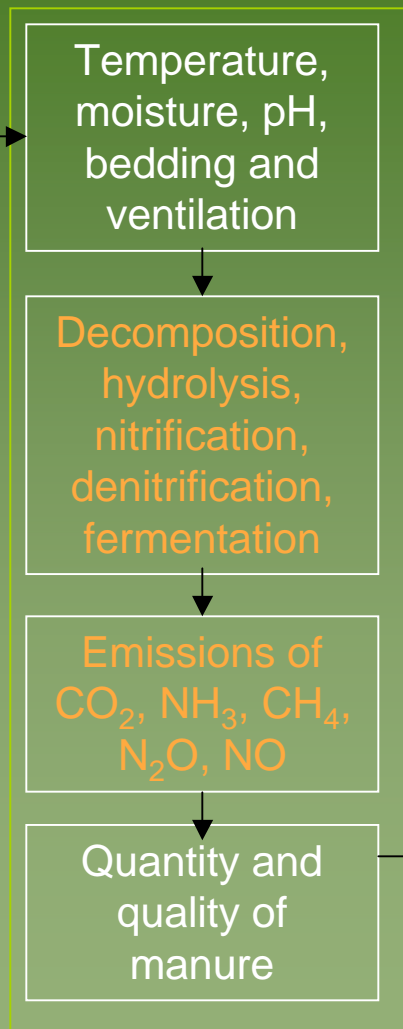 Temperature,
moisture, pH,
bedding and
ventilation
Decomposition,
hydrolysis,
nitrification,
denitrification,
fermentation
Emissions of
CO₂, NH₃, CH₄,
N₂O, NO
Quantity and
quality of
manure